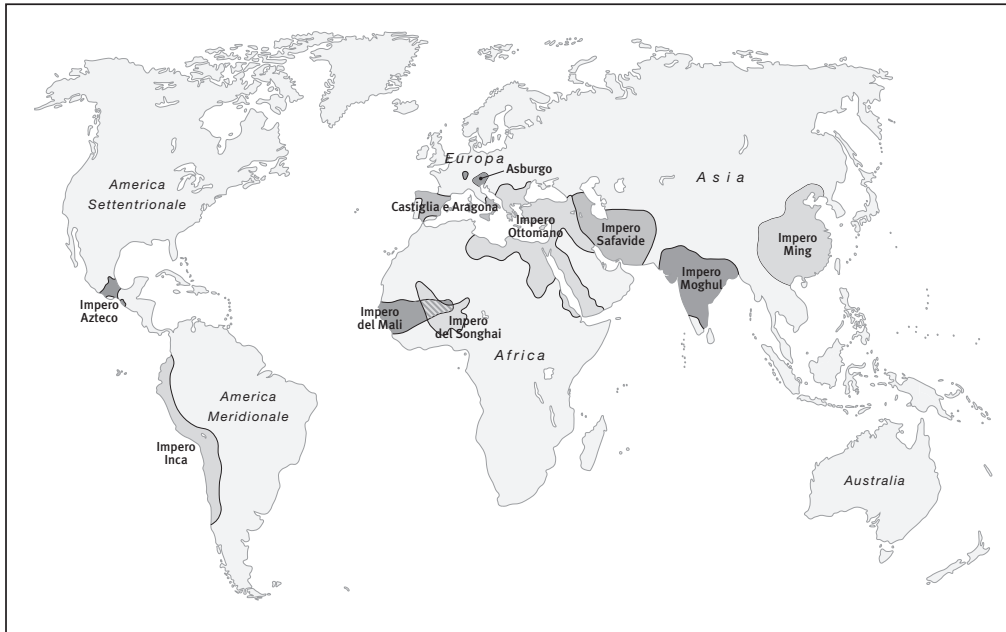 Europa
Asburgo
America
Settentrionale
Asia
Castiglia e Aragona
Impero
Ottomano
Impero
Safavide
Impero
Ming
Impero
Moghul
Impero
Azteco
Impero
del Mali
Impero
del Songhai
Africa
America
Meridionale
Impero
Inca
Australia